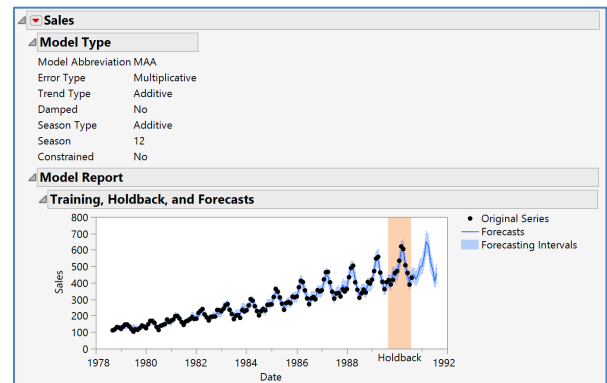 Sales
Model Type
Model Abbreviation MAA
Error Type Multiplicative
Trend Type Additive
Damped No
Season Type Additive
Season 12
Constrained No
Model Report
Training, Holdback, and Forecasts
800
700
600
500
400
300
200
100
0
Sales
1978 1980 1982 1984 1986 1988 Holdback 1992
Date
Original Series
Forecasts
Forecasting Intervals